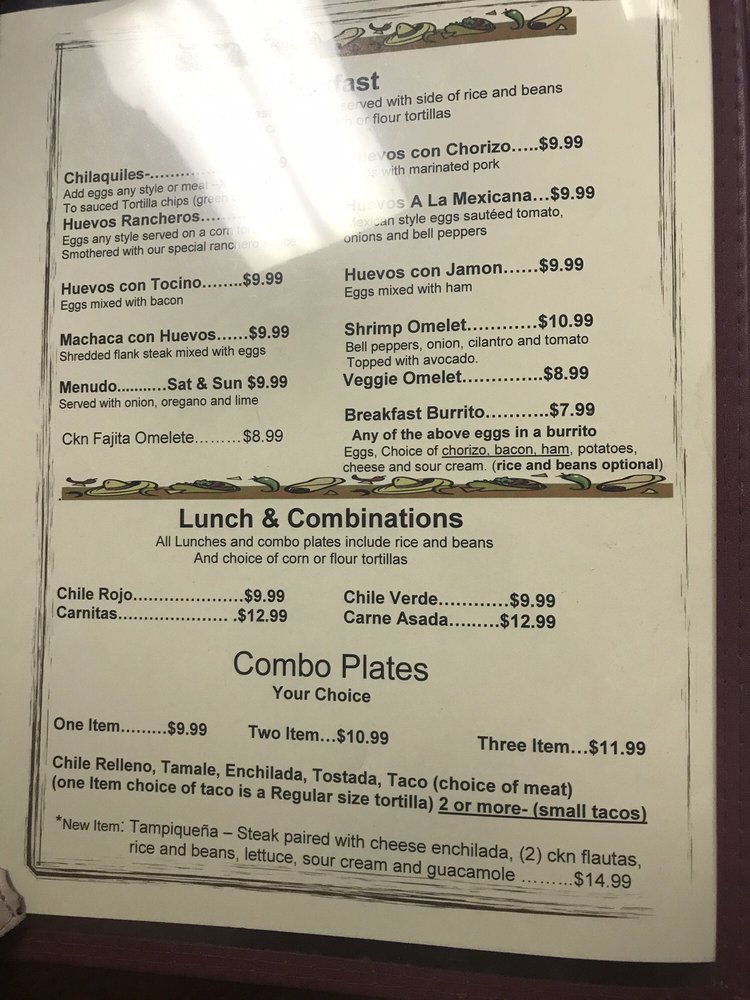 fast
served with side of rice and beans
or flour tortillas
Chilaquiles-..............
Add eggs any style or meat
To sauced Tortilla chips (green
Huevos Rancheros.....
Eggs any style served on a corn
Smothered with our special ranchero sauce
Huevos con Tocino........$9.99
Eggs mixed with bacon
Machaca con Huevos......$9.99
Shredded flank steak mixed with eggs
Menudo...........Sat & Sun $9.99
Served with onion, oregano and lime
Ckn Fajita Omelete.........$8.99
Huevos con Chorizo.....$9.99
with marinated pork
Huevos A La Mexicana...$9.99
Mexican style eggs sautéed tomato,
onions and bell peppers
Huevos con Jamon......$9.99
Eggs mixed with ham
Shrimp Omelet............$10.99
Bell peppers, onion, cilantro and tomato
Topped with avocado.
Veggie Omelet..............$8.99
Breakfast Burrito...........$7.99
Any of the above eggs in a burrito
Eggs, Choice of chorizo, bacon, ham, potatoes,
cheese and sour cream. (rice and beans optional)
Lunch & Combinations
All Lunches and combo plates include rice and beans
And choice of corn or flour tortillas
Chile Rojo......................$9.99
Carnitas...................... .$12.99
Chile Verde............$9.99
Carne Asada.........$12.99
Combo Plates
Your Choice
One Item.........$9.99
Two Item...$10.99
Three Item...$11.99
Chile Relleno, Tamale, Enchilada, Tostada, Taco (choice of meat)
(one Item choice of taco is a Regular size tortilla) 2 or more- (small tacos)
*New Item: Tampiqueña – Steak paired with cheese enchilada, (2) ckn flautas,
rice and beans, lettuce, sour cream and guacamole .........$14.99